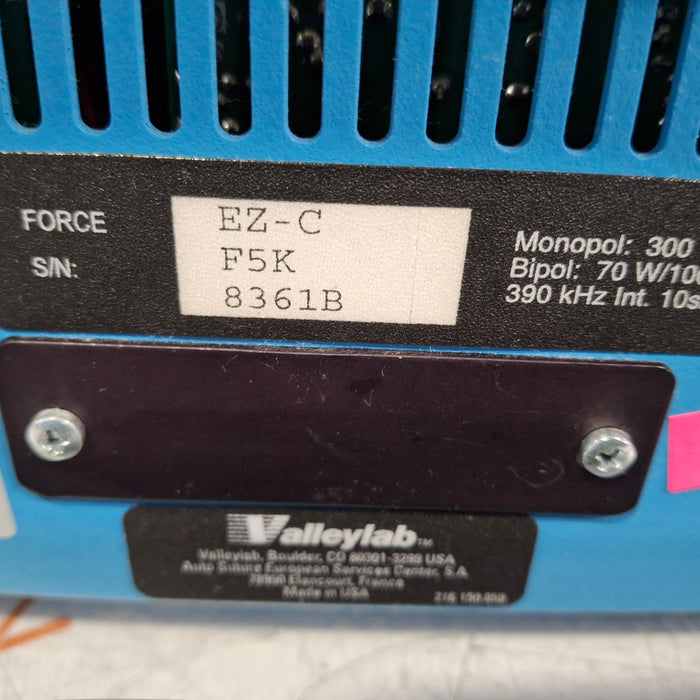 FORCE EZ-C
S/N: F5K
8361B
Monopol: 300
Bipol: 70 W/100
390 kHz Int. 10s
Valleylab™
Valleylab, Boulder, CO 80301-3299 USA
Auto Suture European Services Center, S.A.
78990 Elancourt, France
Made in USA